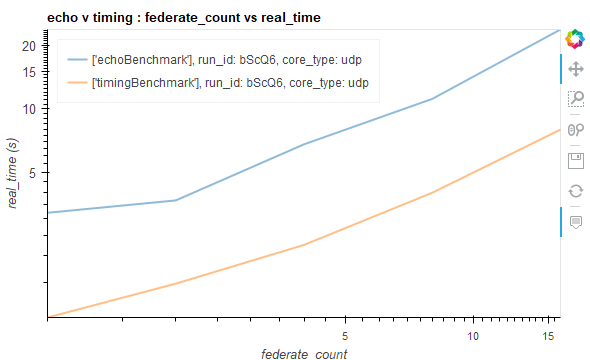 echo v timing : federate_count vs real_time
['echoBenchmark'], run_id: bScQ6, core_type: udp
['timingBenchmark'], run_id: bScQ6, core_type: udp
20
15
10
5
real_time (s)
5
10
15
federate_count